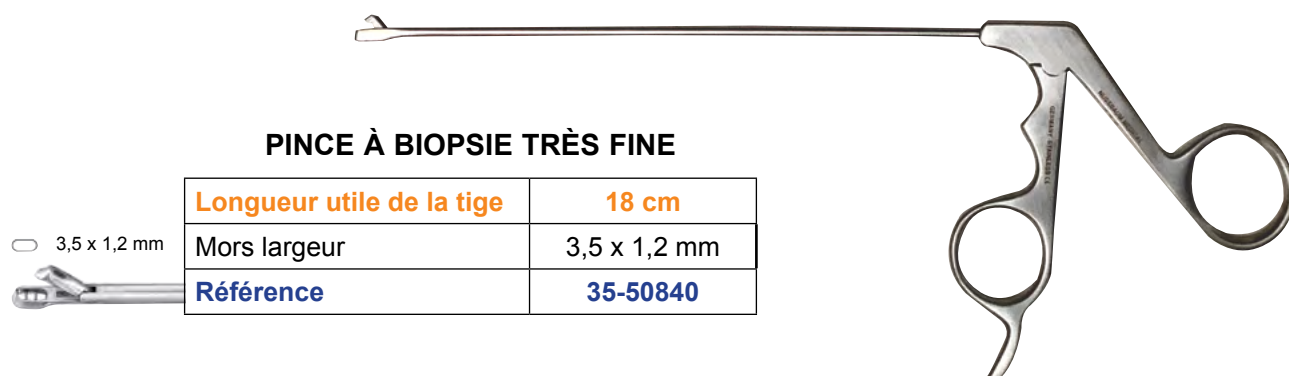 PINCE À BIOPSIE TRÈS FINE
Longueur utile de la tige 18 cm
3,5 x 1,2 mm
Mors largeur 3,5 x 1,2 mm
Référence 35-50840